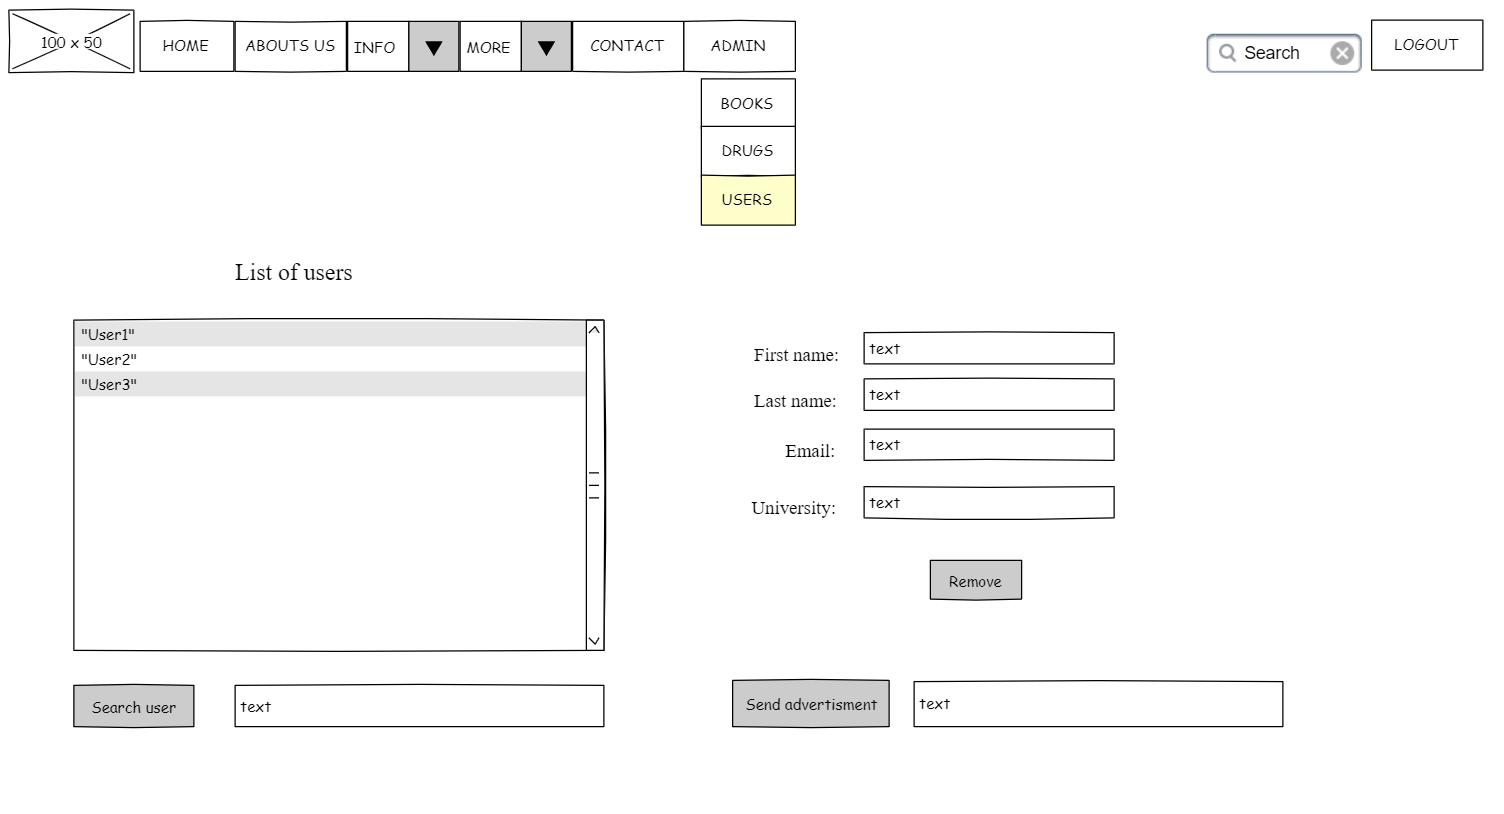 100 x 50
HOME
ABOUTS US
INFO
MORE
CONTACT
ADMIN
Search
LOGOUT
BOOKS
DRUGS
USERS
List of users
"User1"
"User2"
"User3"
First name:
text
Last name:
text
Email:
text
University:
text
Remove
Search user
text
Send advertisment
text